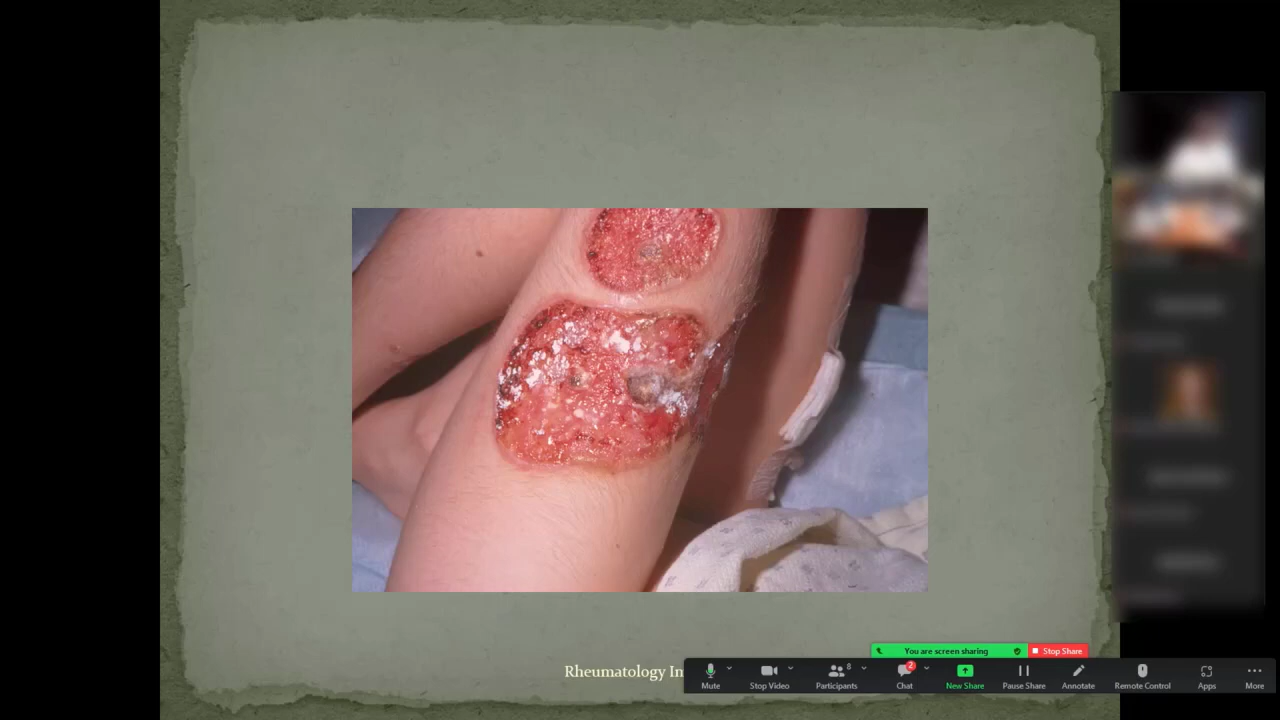 You are screen sharing
Stop Share
Rheumatology In
Mute
Stop Video
8
Participants
2
Chat
New Share
Pause Share
Annotate
Remote Control
Apps
More